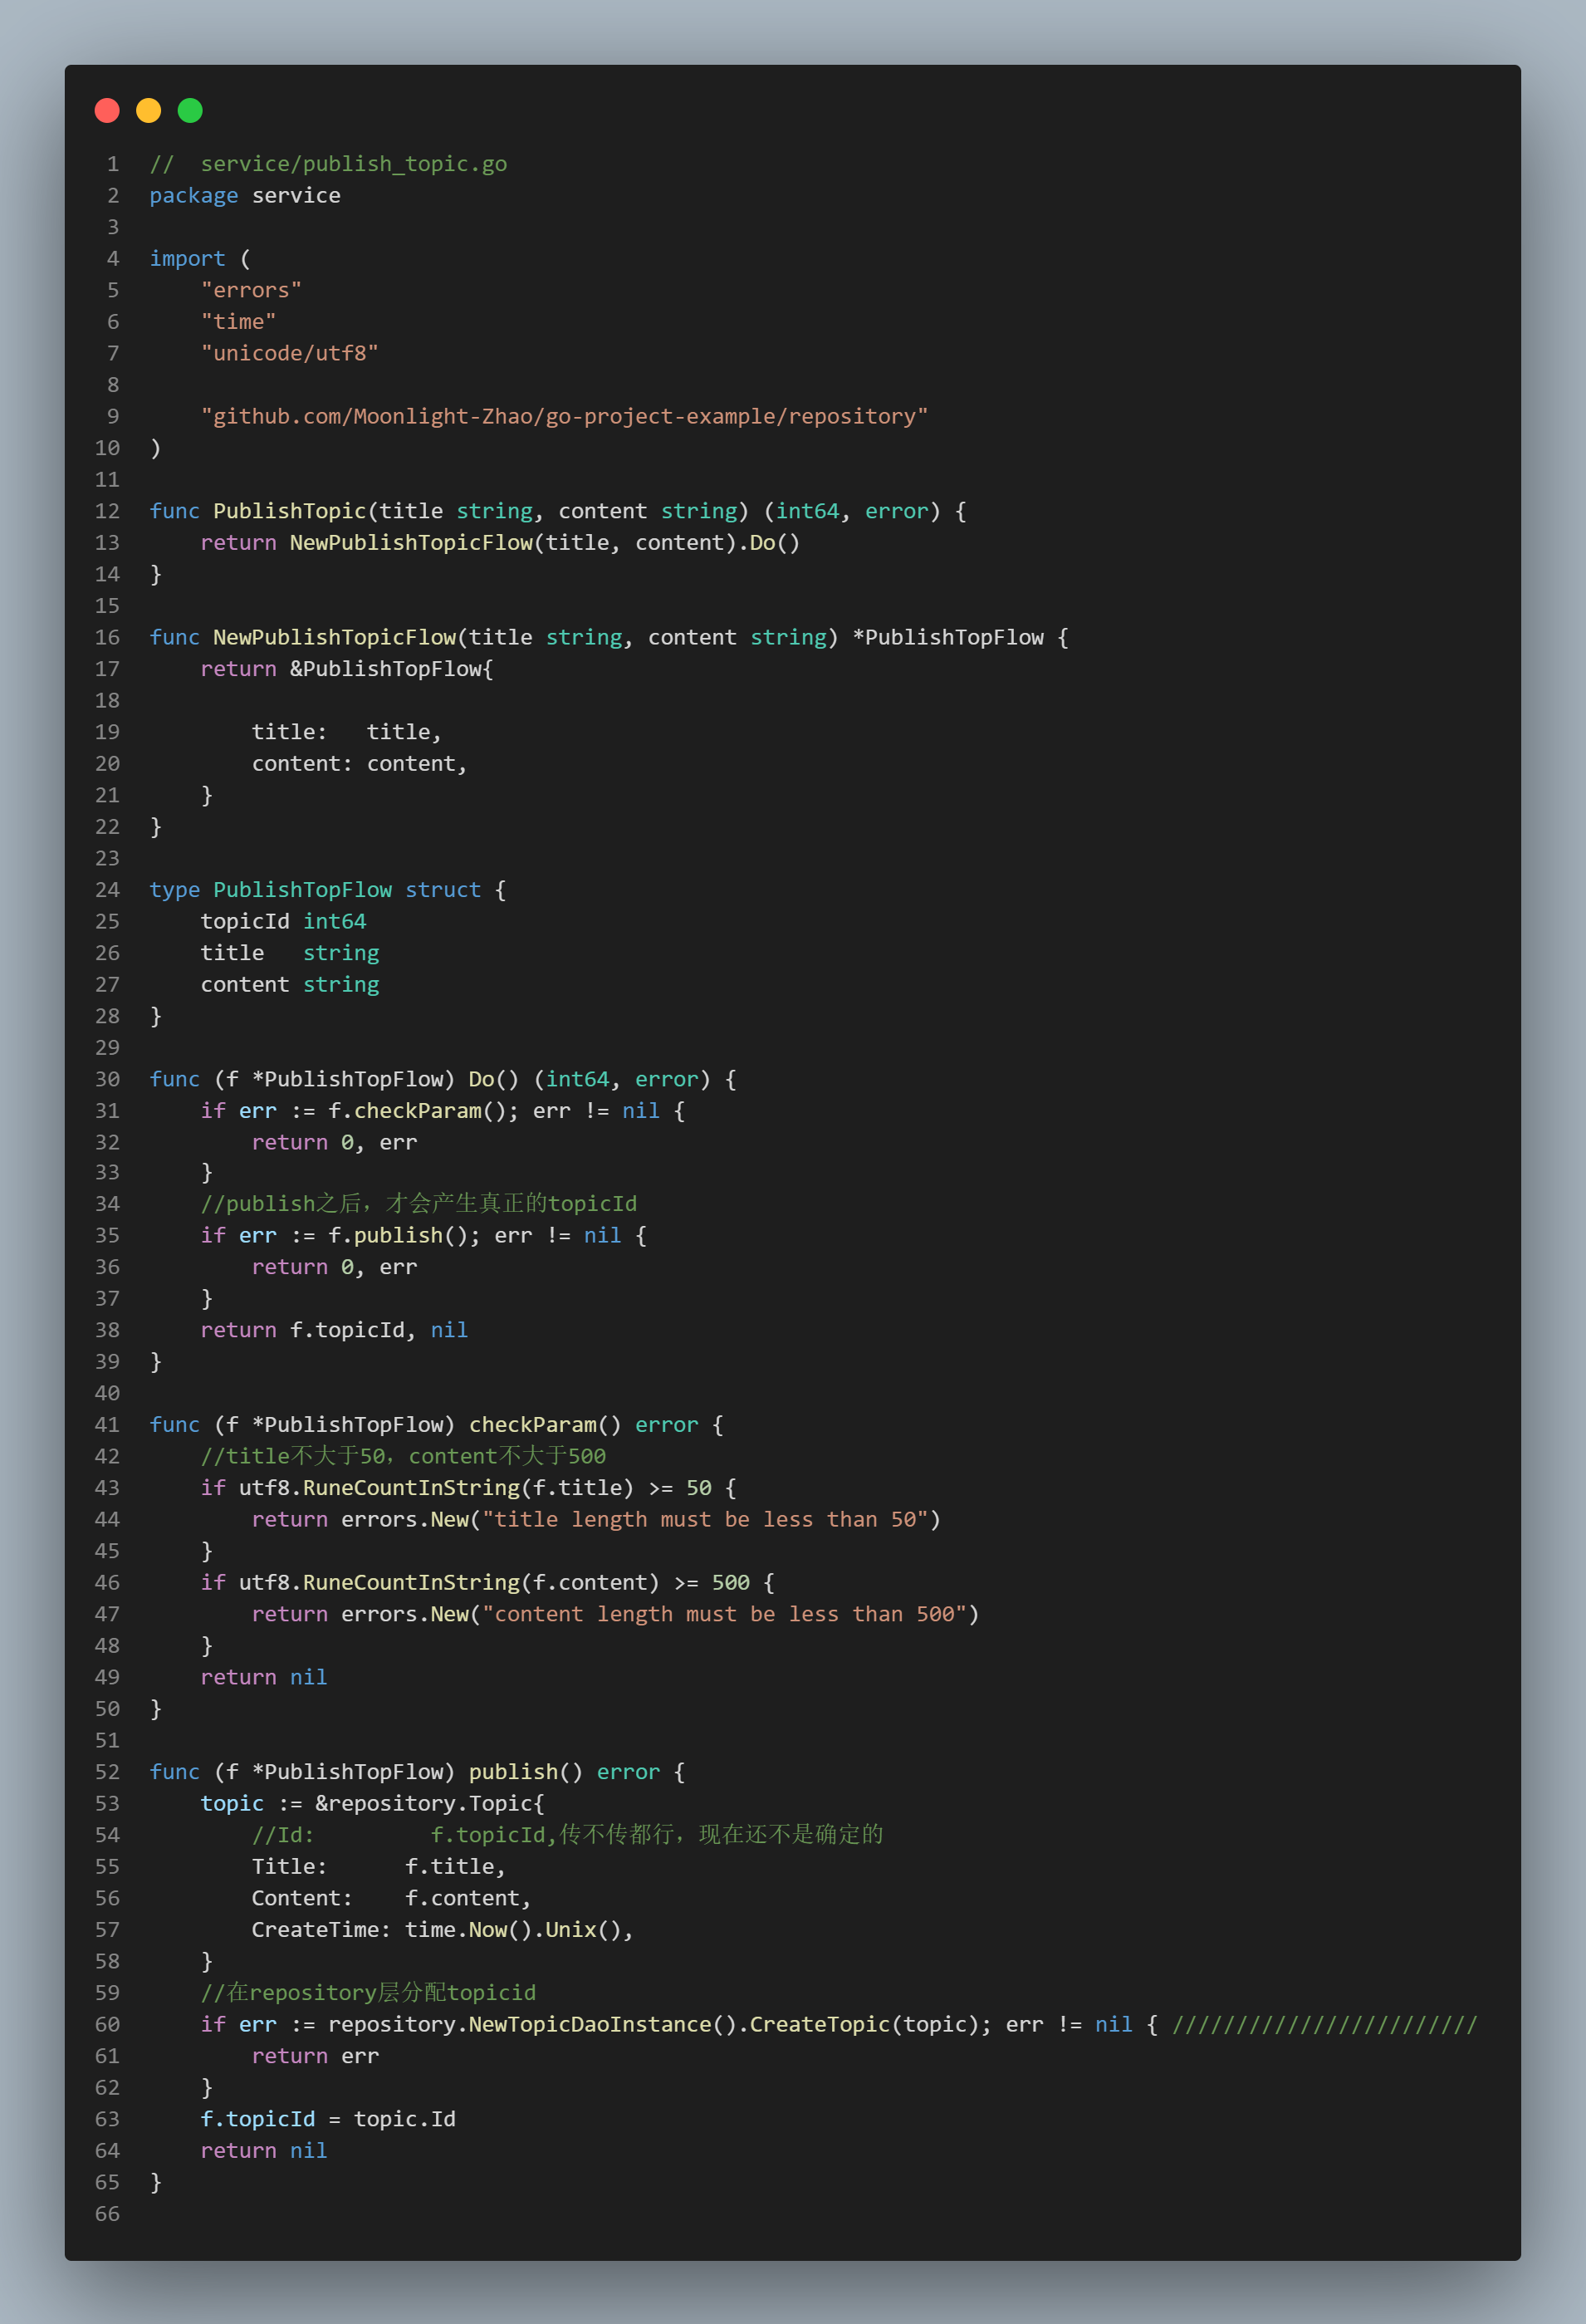 1 //  service/publish_topic.go
2 package service
3
4 import (
5     "errors"
6     "time"
7     "unicode/utf8"
8
9     "github.com/Moonlight-Zhao/go-project-example/repository"
10 )
11
12 func PublishTopic(title string, content string) (int64, error) {
13     return NewPublishTopicFlow(title, content).Do()
14 }
15
16 func NewPublishTopicFlow(title string, content string) *PublishTopFlow {
17     return &PublishTopFlow{
18
19         title:   title,
20         content: content,
21     }
22 }
23
24 type PublishTopFlow struct {
25     topicId int64
26     title   string
27     content string
28 }
29
30 func (f *PublishTopFlow) Do() (int64, error) {
31     if err := f.checkParam(); err != nil {
32         return 0, err
33     }
34     //publish之后，才会产生真正的topicId
35     if err := f.publish(); err != nil {
36         return 0, err
37     }
38     return f.topicId, nil
39 }
40
41 func (f *PublishTopFlow) checkParam() error {
42     //title不大于50，content不大于500
43     if utf8.RuneCountInString(f.title) >= 50 {
44         return errors.New("title length must be less than 50")
45     }
46     if utf8.RuneCountInString(f.content) >= 500 {
47         return errors.New("content length must be less than 500")
48     }
49     return nil
50 }
51
52 func (f *PublishTopFlow) publish() error {
53     topic := &repository.Topic{
54         //Id:         f.topicId,传不传都行，现在还不是确定的
55         Title:      f.title,
56         Content:    f.content,
57         CreateTime: time.Now().Unix(),
58     }
59     //在repository层分配topicid
60     if err := repository.NewTopicDaoInstance().CreateTopic(topic); err != nil { ////////////////////////
61         return err
62     }
63     f.topicId = topic.Id
64     return nil
65 }
66